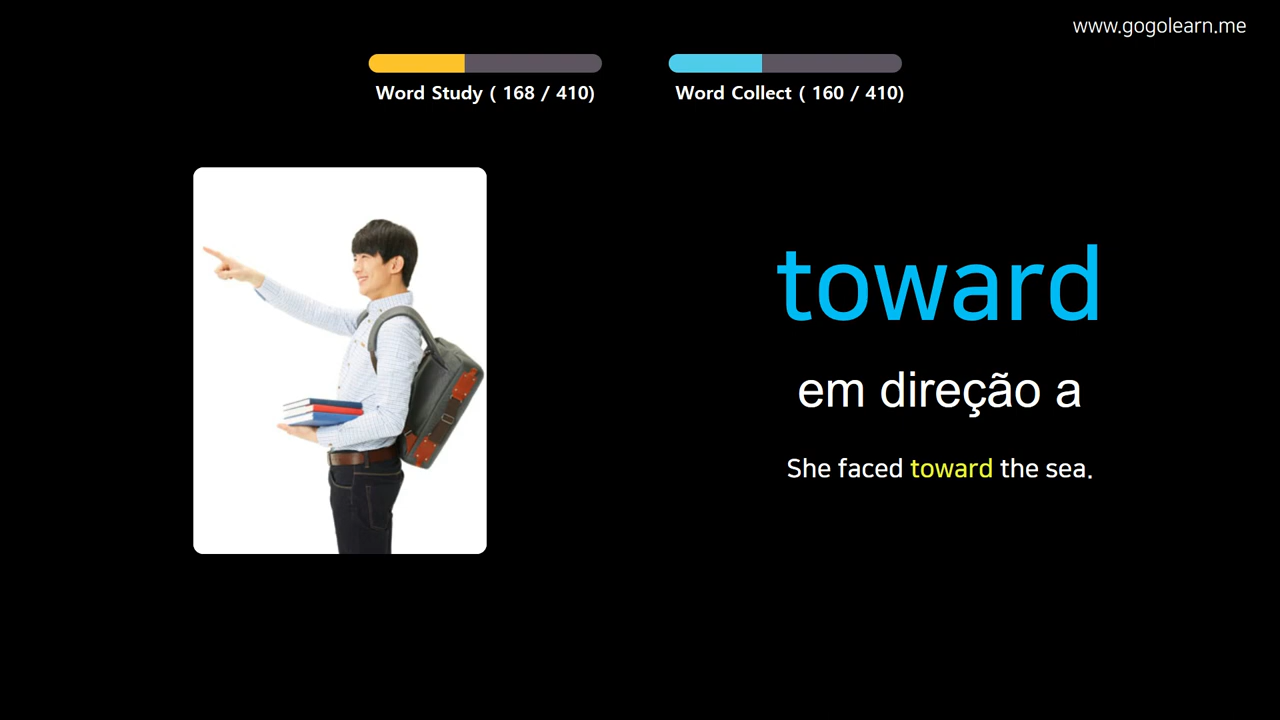 www.gogolearn.me
Word Study ( 168 / 410)
Word Collect ( 160 / 410)
toward
em direção a
She faced toward the sea.